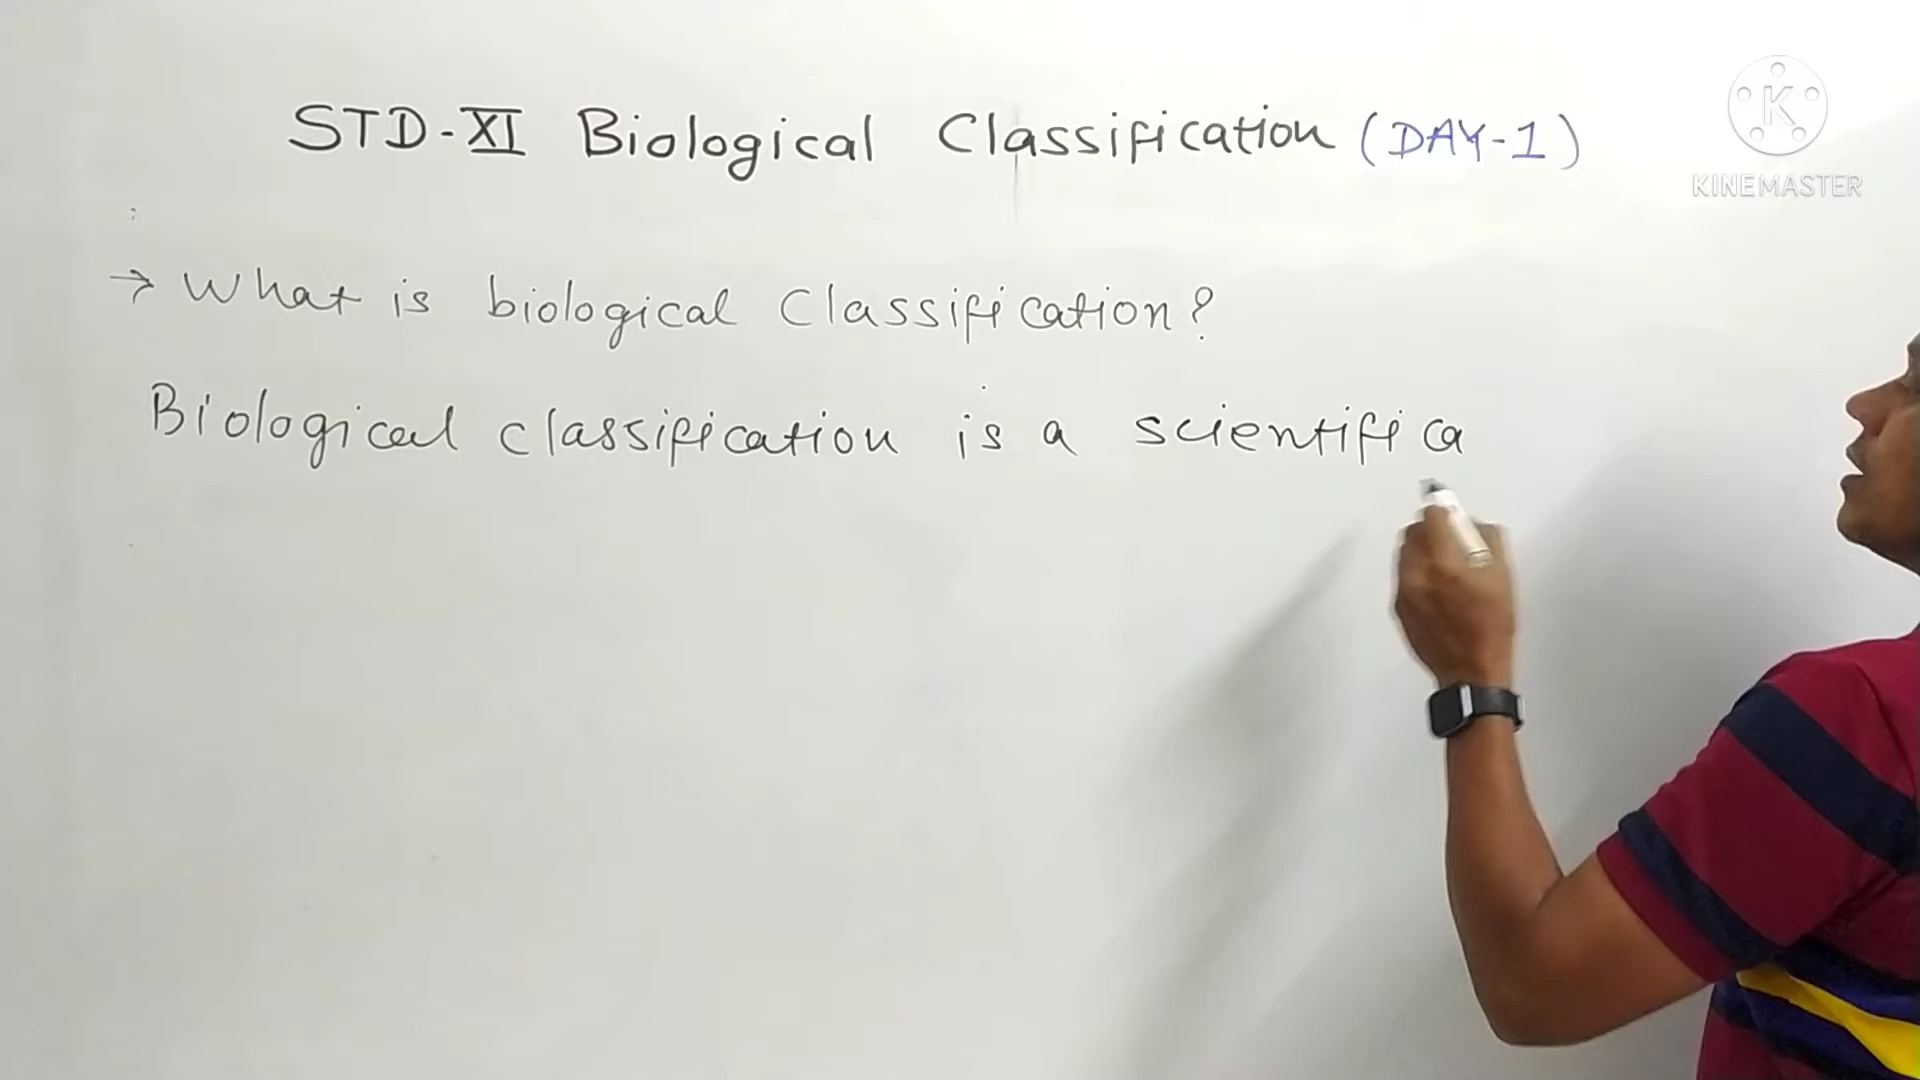 STD-XI Biological Classification (DAY-1)
KINEMASTER
→ What is biological Classification?
Biological classification is a scientifica